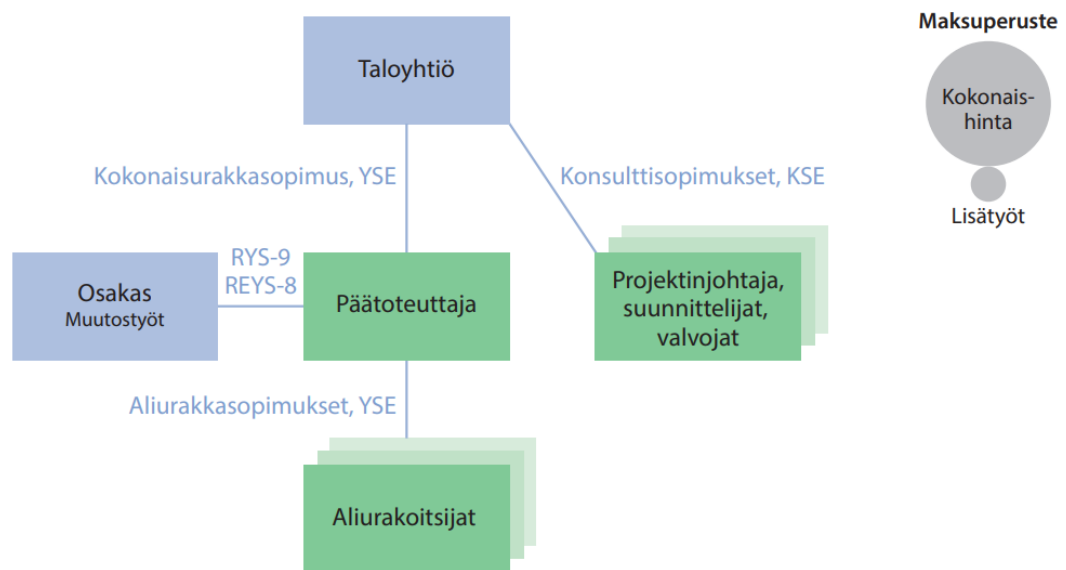 Maksuperuste
Taloyhtiö
Kokonais-
hinta
Kokonaisurakkasopimus, YSE
Konsulttisopimukset, KSE
Lisätyöt
RYS-9
REYS-8
Osakas
Muutostyöt
Päätoteuttaja
Projektinjohtaja,
suunnittelijat,
valvojat
Aliurakkasopimukset, YSE
Aliurakoitsijat